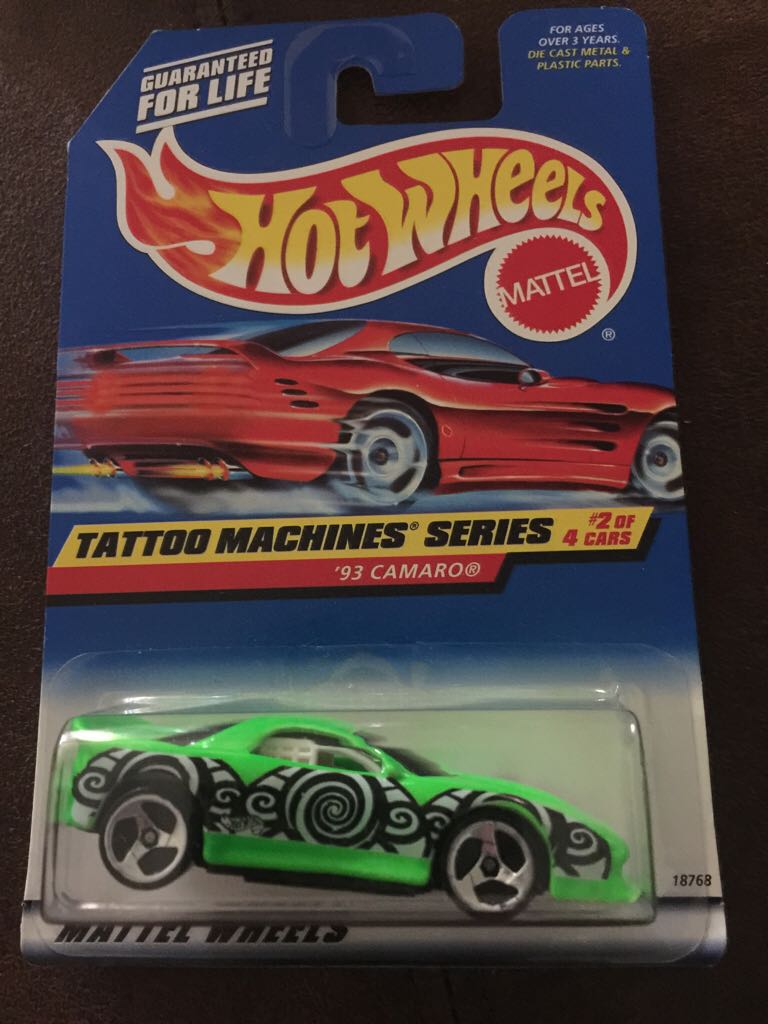 GUARANTEED
FOR LIFE
FOR AGES
OVER 3 YEARS.
DIE CAST METAL &
PLASTIC PARTS.
HOT WHEELS
MATTEL
®
TATTOO MACHINES® SERIES
#2 OF
4 CARS
'93 CAMARO®
18768
MATTEL WHEELS